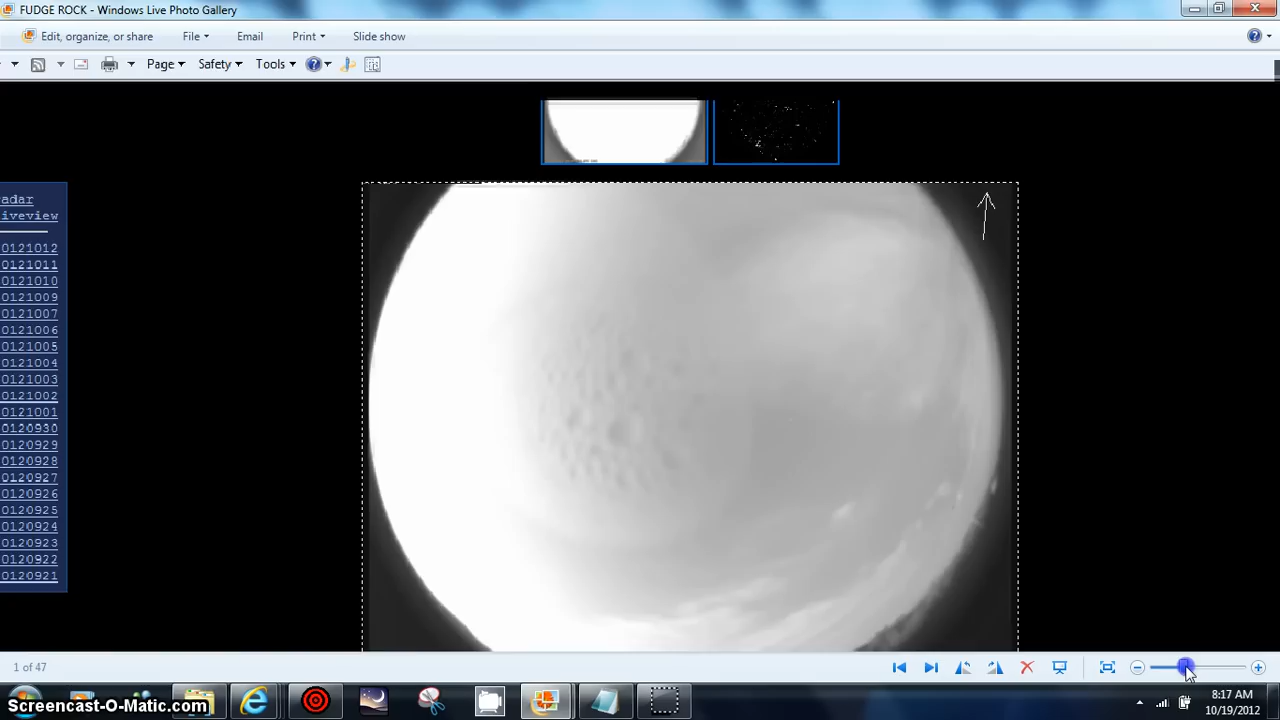 FUDGE ROCK - Windows Live Photo Gallery
Edit, organize, or share File Email Print Slide show
Page Safety Tools
adar
iveview
0121012
0121011
0121010
0121009
0121007
0121006
0121005
0121004
0121003
0121002
0121001
0120930
0120929
0120928
0120927
0120926
0120925
0120924
0120923
0120922
0120921
1 of 47
Screencast-O-Matic.com
8:17 AM
10/19/2012